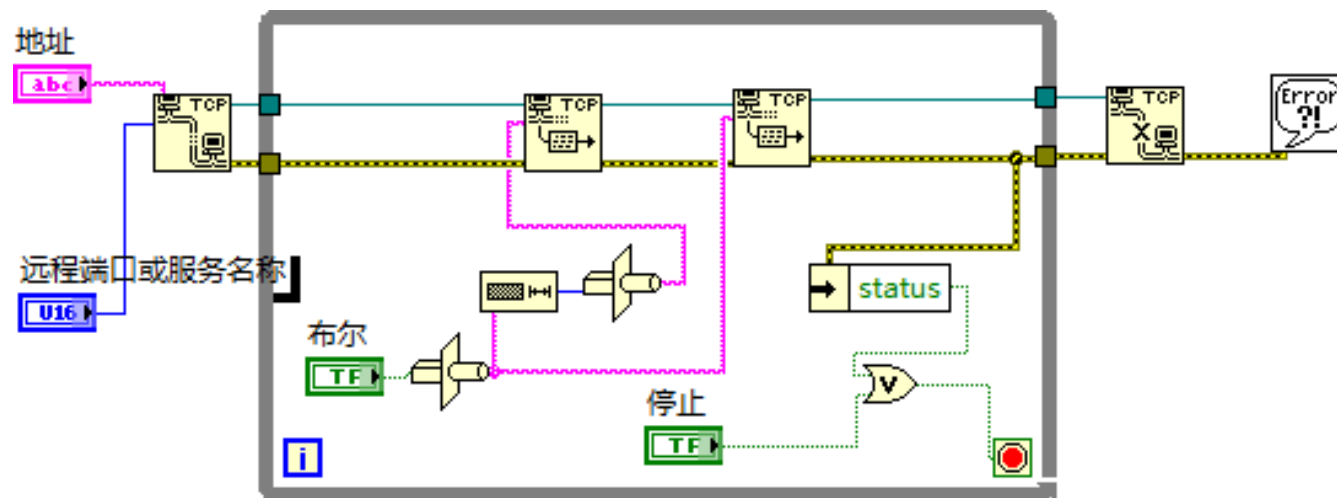 地址
abc
TCP
TCP
TCP
TCP
Error
?!
远程端口或服务名称
U16
status
布尔
TF
V
停止
TF
i